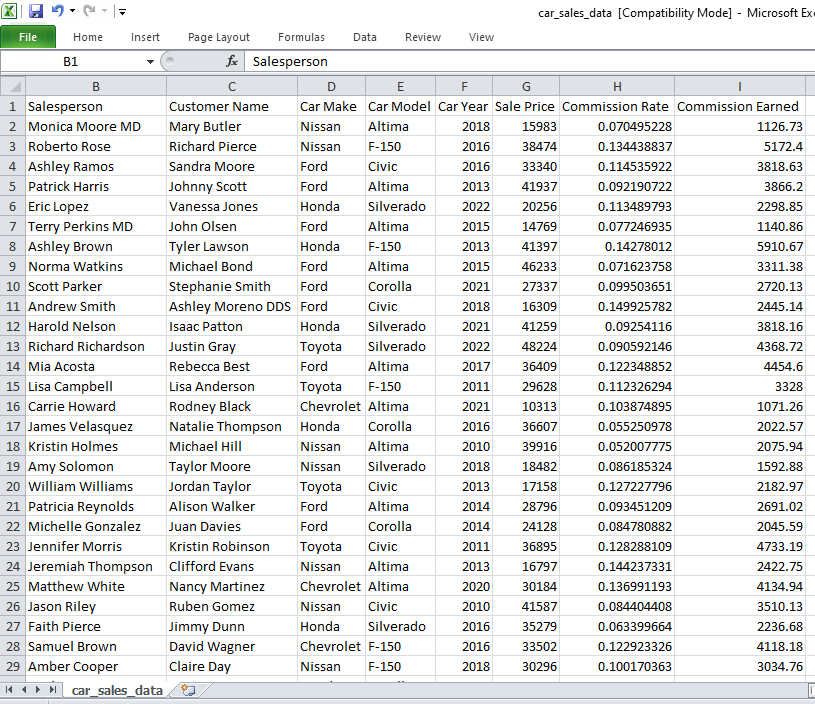 car_sales_data [Compatibility Mode] - Microsoft Exc
File Home Insert Page Layout Formulas Data Review View
B1 fx Salesperson
B C D E F G H I
1 Salesperson Customer Name Car Make Car Model Car Year Sale Price Commission Rate Commission Earned
2 Monica Moore MD Mary Butler Nissan Altima 2018 15983 0.070495228 1126.73
3 Roberto Rose Richard Pierce Nissan F-150 2016 38474 0.134438837 5172.4
4 Ashley Ramos Sandra Moore Ford Civic 2016 33340 0.114535922 3818.63
5 Patrick Harris Johnny Scott Ford Altima 2013 41937 0.092190722 3866.2
6 Eric Lopez Vanessa Jones Honda Silverado 2022 20256 0.113489793 2298.85
7 Terry Perkins MD John Olsen Ford Altima 2015 14769 0.077246935 1140.86
8 Ashley Brown Tyler Lawson Honda F-150 2013 41397 0.14278012 5910.67
9 Norma Watkins Michael Bond Ford Altima 2015 46233 0.071623758 3311.38
10 Scott Parker Stephanie Smith Ford Corolla 2021 27337 0.099503651 2720.13
11 Andrew Smith Ashley Moreno DDS Ford Civic 2018 16309 0.149925782 2445.14
12 Harold Nelson Isaac Patton Honda Silverado 2021 41259 0.09254116 3818.16
13 Richard Richardson Justin Gray Toyota Silverado 2022 48224 0.090592146 4368.72
14 Mia Acosta Rebecca Best Ford Altima 2017 36409 0.122348852 4454.6
15 Lisa Campbell Lisa Anderson Toyota F-150 2011 29628 0.112326294 3328
16 Carrie Howard Rodney Black Chevrolet Altima 2021 10313 0.103874895 1071.26
17 James Velasquez Natalie Thompson Honda Corolla 2016 36607 0.055250978 2022.57
18 Kristin Holmes Michael Hill Nissan Altima 2010 39916 0.052007775 2075.94
19 Amy Solomon Taylor Moore Nissan Silverado 2018 18482 0.086185324 1592.88
20 William Williams Jordan Taylor Toyota Civic 2013 17158 0.127227796 2182.97
21 Patricia Reynolds Alison Walker Ford Altima 2014 28796 0.093451209 2691.02
22 Michelle Gonzalez Juan Davies Ford Corolla 2014 24128 0.084780882 2045.59
23 Jennifer Morris Kristin Robinson Toyota Civic 2011 36895 0.128288109 4733.19
24 Jeremiah Thompson Clifford Evans Nissan Altima 2013 16797 0.144237331 2422.75
25 Matthew White Nancy Martinez Chevrolet Altima 2020 30184 0.136991193 4134.94
26 Jason Riley Ruben Gomez Nissan Civic 2010 41587 0.084404408 3510.13
27 Faith Pierce Jimmy Dunn Honda Silverado 2016 35279 0.063399664 2236.68
28 Samuel Brown David Wagner Chevrolet F-150 2016 33502 0.122923326 4118.18
29 Amber Cooper Claire Day Nissan F-150 2018 30296 0.100170363 3034.76
car_sales_data